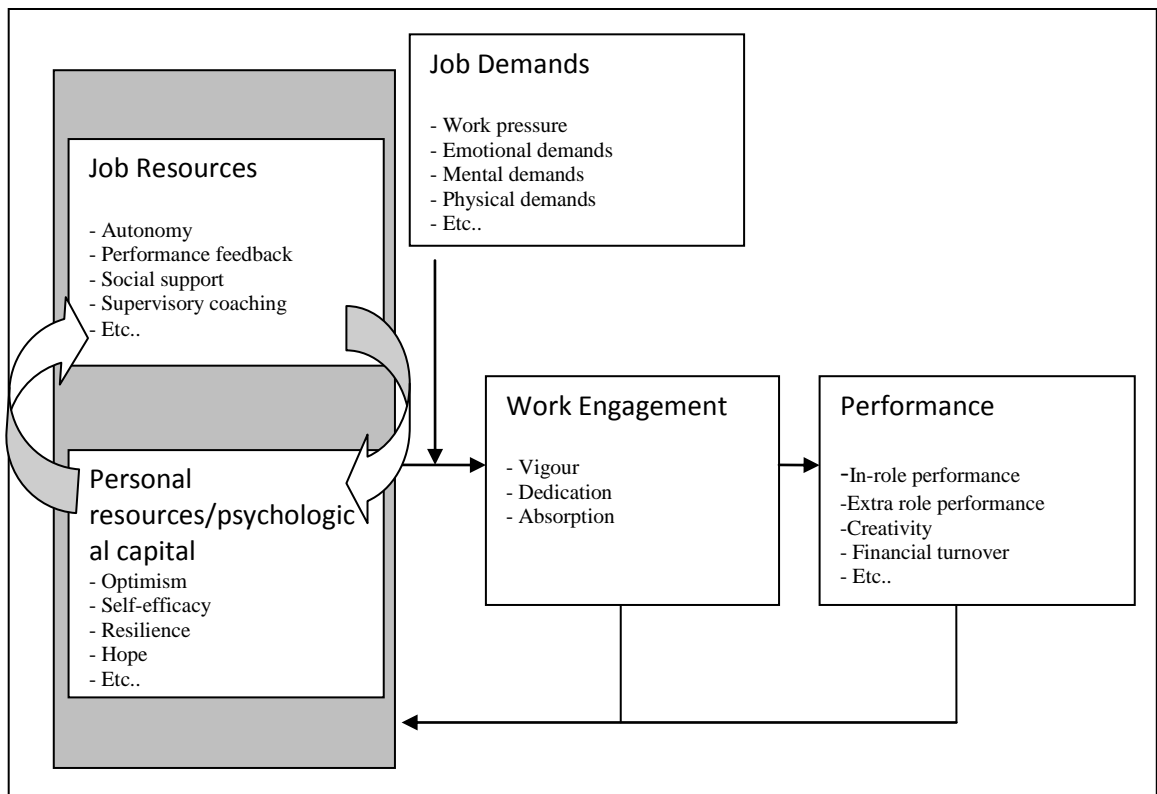 Job Demands
- Work pressure
- Emotional demands
- Mental demands
- Physical demands
- Etc..
Job Resources
- Autonomy
- Performance feedback
- Social support
- Supervisory coaching
- Etc..
Personal
resources/psychologic
al capital
- Optimism
- Self-efficacy
- Resilience
- Hope
- Etc..
Work Engagement
- Vigour
- Dedication
- Absorption
Performance
-In-role performance
-Extra role performance
-Creativity
- Financial turnover
- Etc..